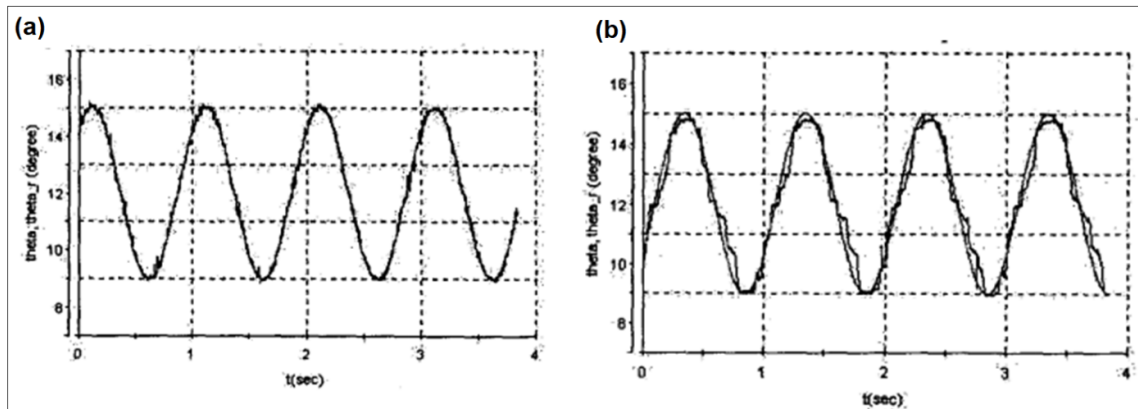 (a)
theta, theta_r (degree)
16
14
12
10
8
0 1 2 3 4
t(sec)
(b)
theta, theta_r (degree)
16
14
12
10
8
0 1 2 3 4
t(sec)